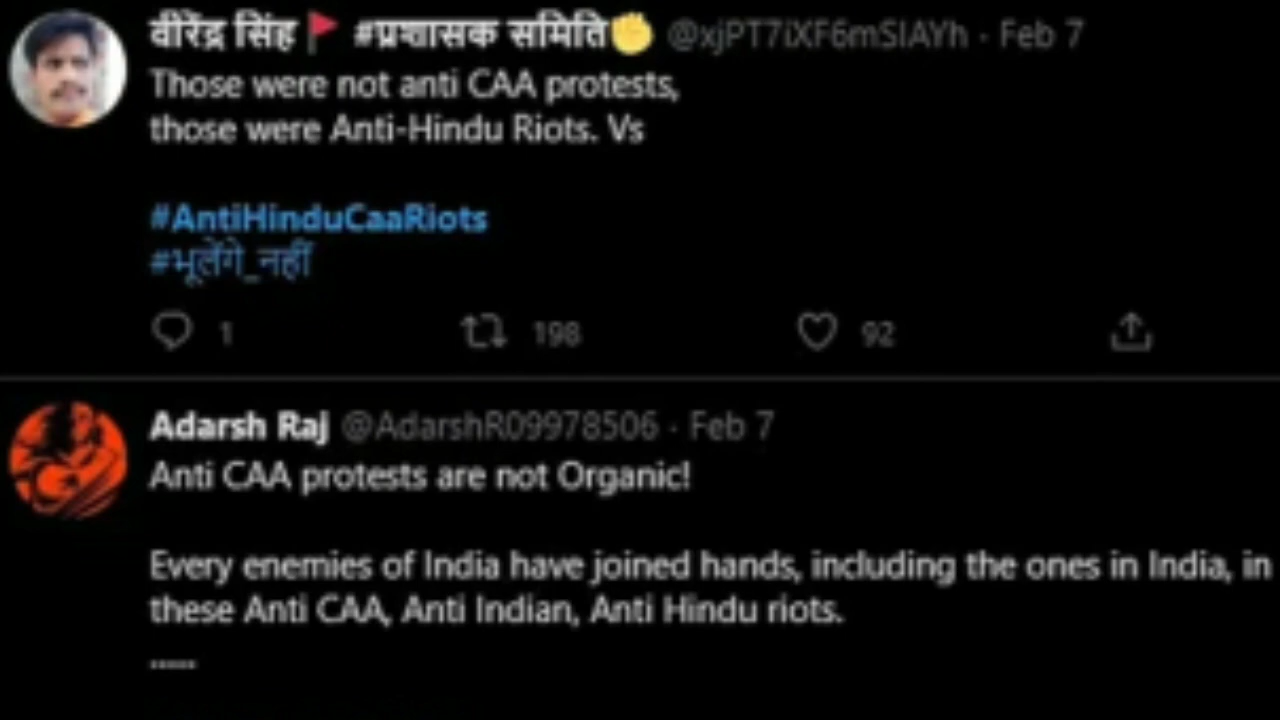 वीरेंद्र सिंह🚩 #प्रशासक समिति✊ @xjPT7iXF6mSIAYh · Feb 7
Those were not anti CAA protests,
those were Anti-Hindu Riots. Vs
#AntiHinduCaaRiots
#भूलेंगे_नहीं
1 198 92
Adarsh Raj @AdarshR09978506 · Feb 7
Anti CAA protests are not Organic!
Every enemies of India have joined hands, including the ones in India, in
these Anti CAA, Anti Indian, Anti Hindu riots.
.....